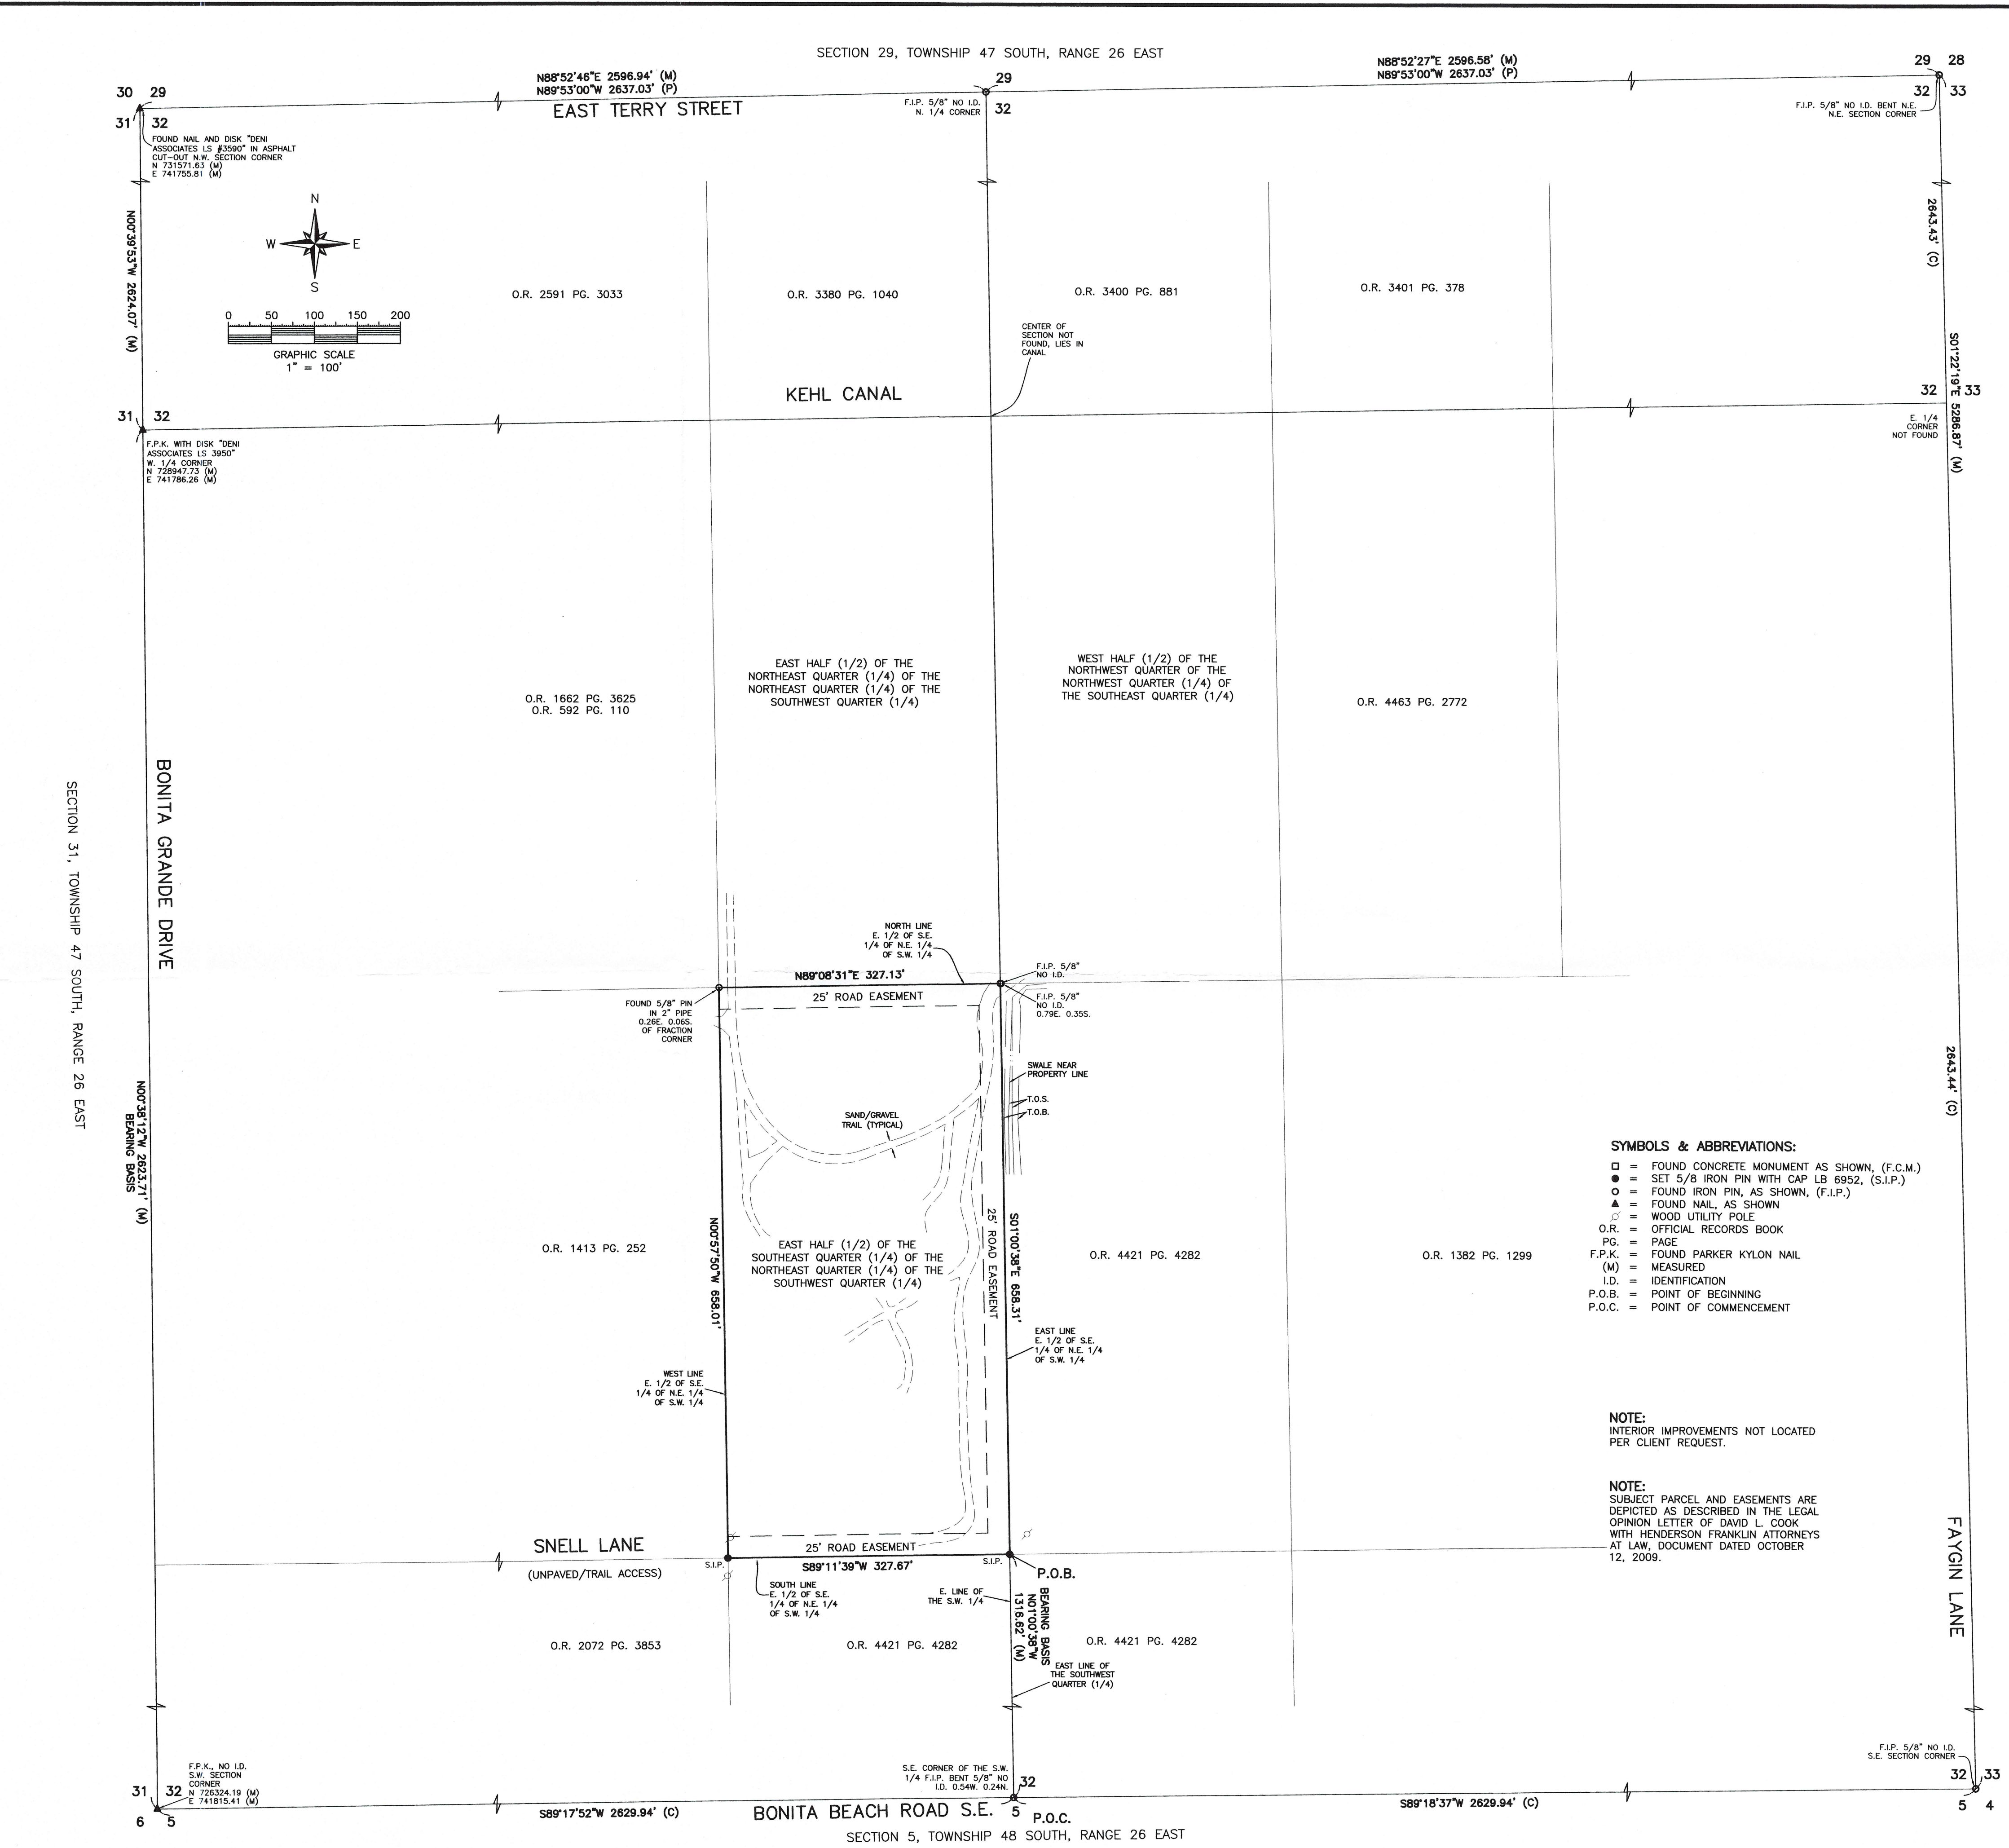 SECTION 29, TOWNSHIP 47 SOUTH, RANGE 26 EAST
N88°52'46"E 2596.94' (M)
N89°53'00"W 2637.03' (P)
EAST TERRY STREET
N88°52'27"E 2596.58' (M)
N89°53'00"W 2637.03' (P)
30 29
31 32
FOUND NAIL AND DISK "DENI
ASSOCIATES LS #3590" IN ASPHALT
CUT-OUT N.W. SECTION CORNER
N 731571.63 (M)
E 741755.81 (M)
29
32
F.I.P. 5/8" NO I.D.
N. 1/4 CORNER
29 28
32 33
F.I.P. 5/8" NO I.D. BENT N.E.
N.E. SECTION CORNER
N
W E
S
0 50 100 150 200
GRAPHIC SCALE
1" = 100'
N00°39'53"W 2624.07' (M)
O.R. 2591 PG. 3033
O.R. 3380 PG. 1040
O.R. 3400 PG. 881
O.R. 3401 PG. 378
2643.43' (C)
S01°22'19"E 5286.87' (M)
CENTER OF
SECTION NOT
FOUND, LIES IN
CANAL
KEHL CANAL
31 32
F.P.K. WITH DISK "DENI
ASSOCIATES LS 3950"
W. 1/4 CORNER
N 728947.73 (M)
E 741786.26 (M)
32 33
E. 1/4
CORNER
NOT FOUND
O.R. 1662 PG. 3625
O.R. 592 PG. 110
EAST HALF (1/2) OF THE
NORTHEAST QUARTER (1/4) OF THE
NORTHEAST QUARTER (1/4) OF THE
SOUTHWEST QUARTER (1/4)
WEST HALF (1/2) OF THE
NORTHWEST QUARTER OF THE
NORTHWEST QUARTER (1/4) OF
THE SOUTHEAST QUARTER (1/4)
O.R. 4463 PG. 2772
BONITA GRANDE DRIVE
SECTION 31, TOWNSHIP 47 SOUTH, RANGE 26 EAST
N00°38'12"W 2623.71' (M)
BEARING BASIS
NORTH LINE
E. 1/2 OF S.E.
1/4 OF N.E. 1/4
OF S.W. 1/4
N89°08'31"E 327.13'
25' ROAD EASEMENT
F.I.P. 5/8"
NO I.D.
F.I.P. 5/8"
NO I.D.
0.79E. 0.35S.
FOUND 5/8" PIN
IN 2" PIPE
0.26E. 0.06S.
OF FRACTION
CORNER
SWALE NEAR
PROPERTY LINE
T.O.S.
T.O.B.
SAND/GRAVEL
TRAIL (TYPICAL)
2643.44' (C)
O.R. 1413 PG. 252
N00°57'50"W 658.01'
EAST HALF (1/2) OF THE
SOUTHEAST QUARTER (1/4) OF THE
NORTHEAST QUARTER (1/4) OF THE
SOUTHWEST QUARTER (1/4)
25' ROAD EASEMENT
S01°00'38"E 658.31'
O.R. 4421 PG. 4282
O.R. 1382 PG. 1299
EAST LINE
E. 1/2 OF S.E.
1/4 OF N.E. 1/4
OF S.W. 1/4
WEST LINE
E. 1/2 OF S.E.
1/4 OF N.E. 1/4
OF S.W. 1/4
SYMBOLS & ABBREVIATIONS:
= FOUND CONCRETE MONUMENT AS SHOWN, (F.C.M.)
= SET 5/8 IRON PIN WITH CAP LB 6952, (S.I.P.)
= FOUND IRON PIN, AS SHOWN, (F.I.P.)
= FOUND NAIL, AS SHOWN
= WOOD UTILITY POLE
O.R. = OFFICIAL RECORDS BOOK
PG. = PAGE
F.P.K. = FOUND PARKER KYLON NAIL
(M) = MEASURED
I.D. = IDENTIFICATION
P.O.B. = POINT OF BEGINNING
P.O.C. = POINT OF COMMENCEMENT
NOTE:
INTERIOR IMPROVEMENTS NOT LOCATED
PER CLIENT REQUEST.
NOTE:
SUBJECT PARCEL AND EASEMENTS ARE
DEPICTED AS DESCRIBED IN THE LEGAL
OPINION LETTER OF DAVID L. COOK
WITH HENDERSON FRANKLIN ATTORNEYS
AT LAW, DOCUMENT DATED OCTOBER
12, 2009.
FAYGIN LANE
SNELL LANE
(UNPAVED/TRAIL ACCESS)
25' ROAD EASEMENT
S.I.P.
S89°11'39"W 327.67'
S.I.P.
P.O.B.
SOUTH LINE
E. 1/2 OF S.E.
1/4 OF N.E. 1/4
OF S.W. 1/4
E. LINE OF
THE S.W. 1/4
BEARING BASIS
N01°00'38"W
1316.62' (M)
O.R. 2072 PG. 3853
O.R. 4421 PG. 4282
O.R. 4421 PG. 4282
EAST LINE OF
THE SOUTHWEST
QUARTER (1/4)
F.P.K., NO I.D.
S.W. SECTION
CORNER
N 726324.19 (M)
E 741815.41 (M)
31 32
6 5
S.E. CORNER OF THE S.W.
1/4 F.I.P. BENT 5/8" NO
I.D. 0.54W. 0.24N.
32
5
P.O.C.
F.I.P. 5/8" NO I.D.
S.E. SECTION CORNER
32 33
5 4
S89°17'52"W 2629.94' (C)
BONITA BEACH ROAD S.E.
S89°18'37"W 2629.94' (C)
SECTION 5, TOWNSHIP 48 SOUTH, RANGE 26 EAST